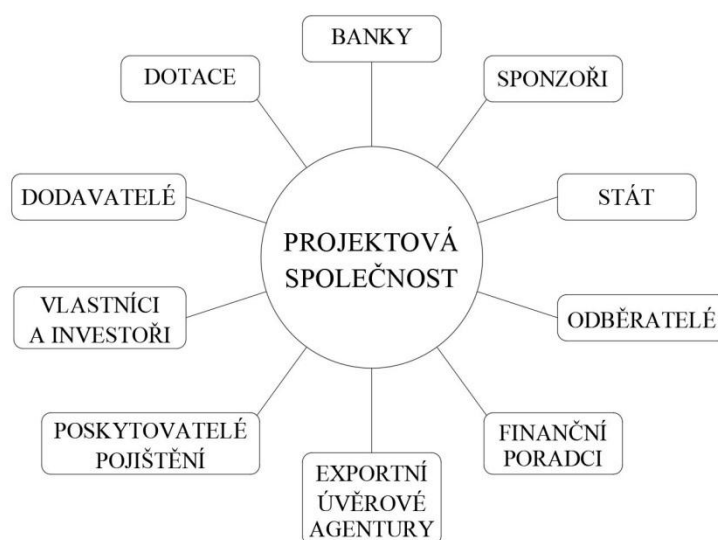 BANKY
DOTACE
SPONZOŘI
DODAVATELÉ
STÁT
PROJEKTOVÁ
SPOLEČNOST
VLASTNÍCI
A INVESTOŘI
ODBĚRATELÉ
POSKYTOVATELÉ
POJIŠTĚNÍ
FINANČNÍ
PORADCI
EXPORTNÍ
ÚVĚROVÉ
AGENTURY